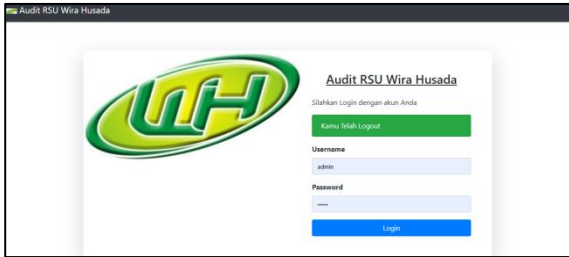 Audit RSU Wira Husada
WH
Audit RSU Wira Husada
Silahkan Login dengan akun Anda
Kamu Telah Logout
Username
admin
Password
•••••
Login